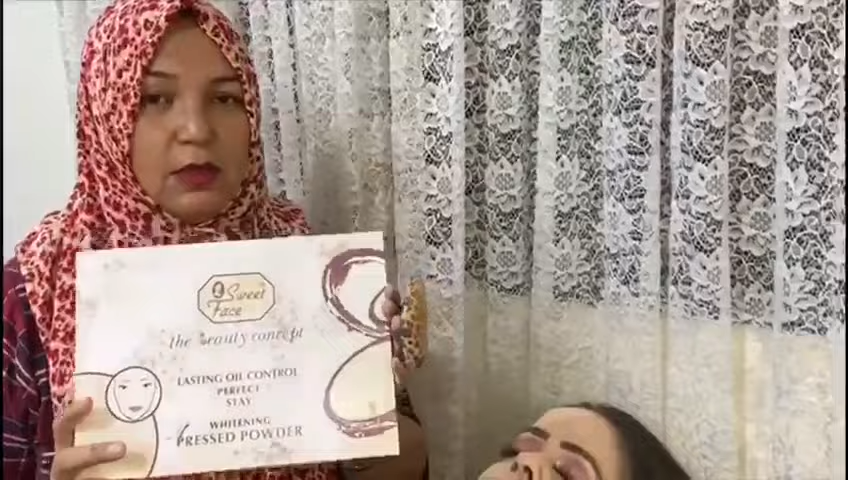 Sweet
Face
the beauty concept
LASTING OIL CONTROL
PERFECT
STAY
WHITENING
PRESSED POWDER